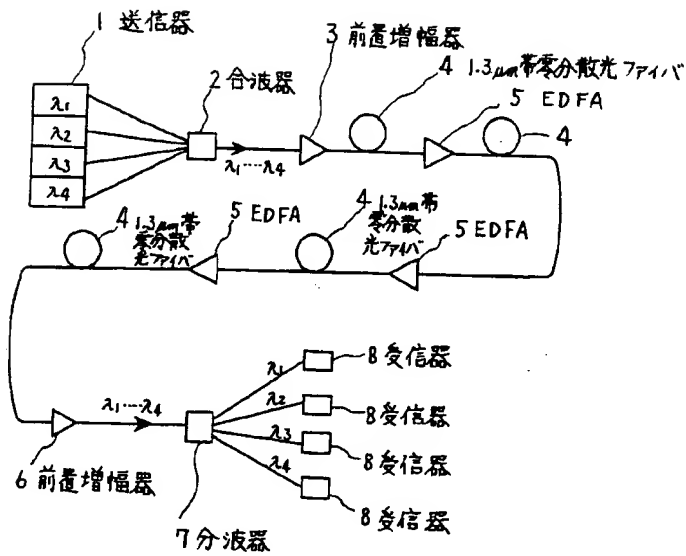 1 送信器
λ1
λ2
λ3
λ4
2 合波器
λ1‥‥λ4
3 前置増幅器
4 1.3μm帯零分散光ファイバ
5 EDFA
4
4 1.3μm帯
零分散
光ファイバ
5 EDFA
4 1.3μm帯
零分散
光ファイバ
5 EDFA
λ1‥‥λ4
6 前置増幅器
7 分波器
λ1
λ2
λ3
λ4
8 受信器
8 受信器
8 受信器
8 受信器